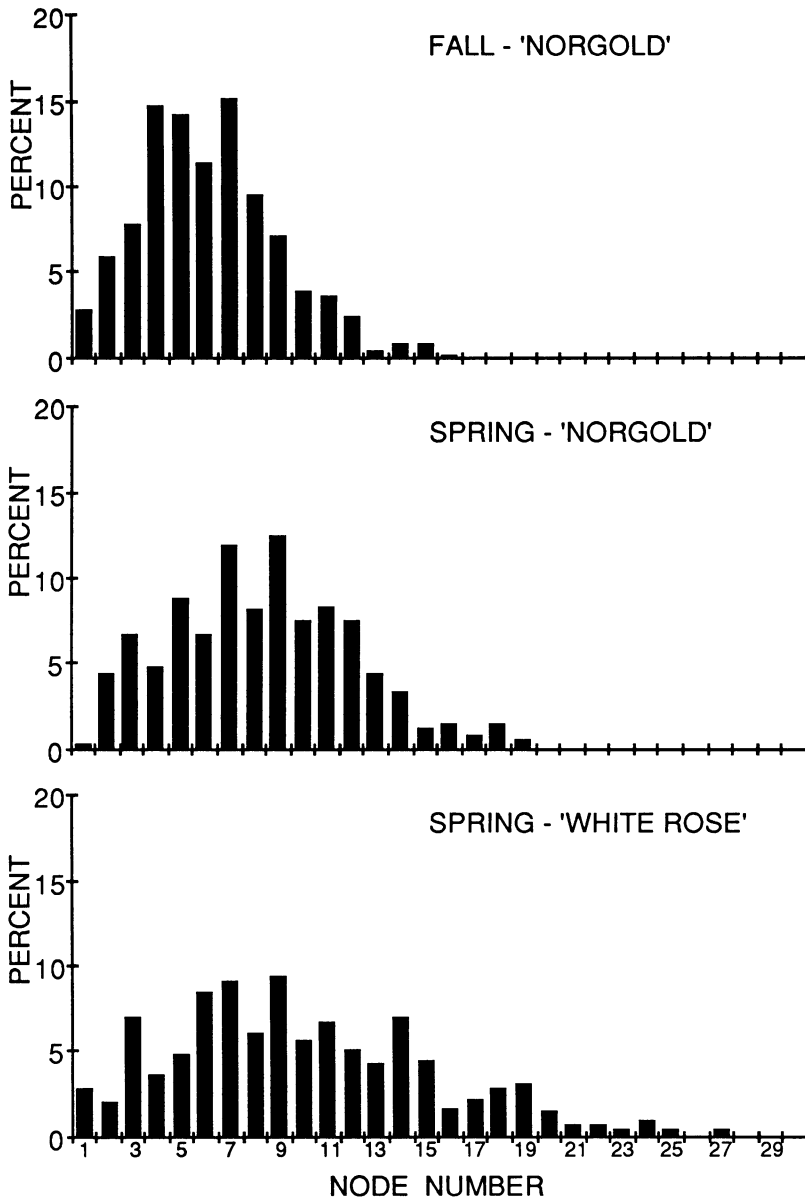 FALL - 'NORGOLD'
PERCENT
20
15
10
5
0
SPRING - 'NORGOLD'
PERCENT
20
15
10
5
0
SPRING - 'WHITE ROSE'
PERCENT
20
15
10
5
0
1 3 5 7 9 11 13 15 17 19 21 23 25 27 29
NODE NUMBER